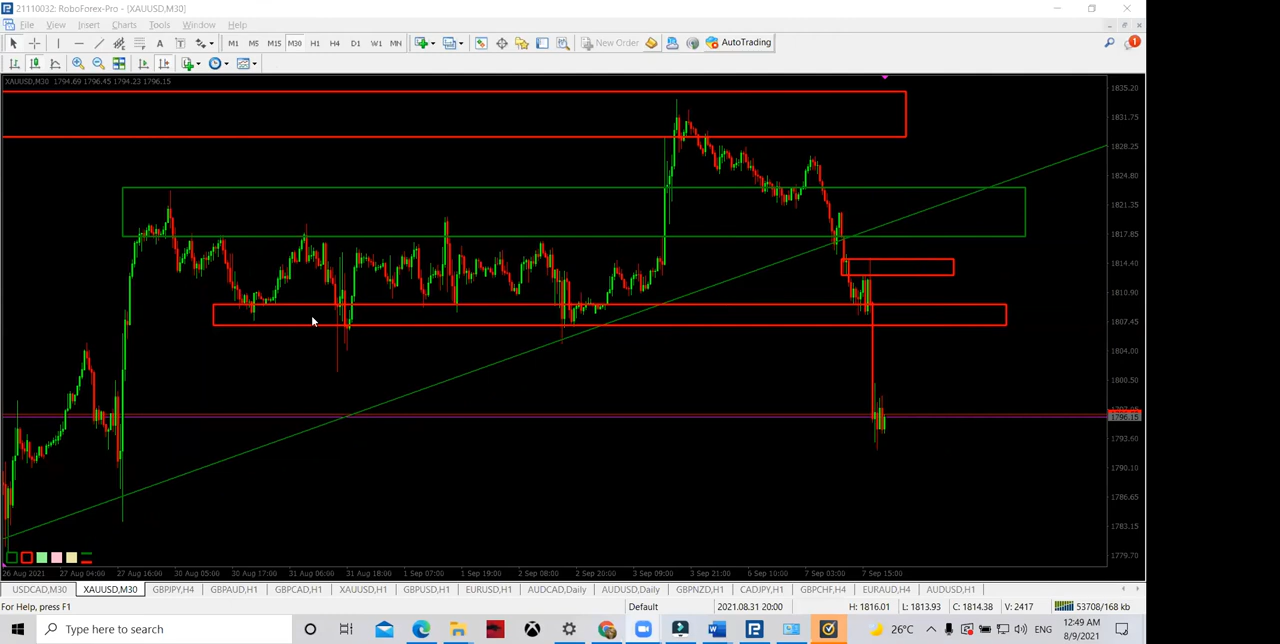 21110032: RoboForex-Pro - [XAUUSD,M30]
File View Insert Charts Tools Window Help
M1 M5 M15 M30 H1 H4 D1 W1 MN New Order AutoTrading 1
XAUUSD,M30 1794.69 1796.45 1794.23 1796.15
1835.20
1831.75
1828.25
1824.80
1821.35
1817.85
1814.40
1810.90
1807.45
1804.00
1800.50
1796.15
1793.60
1790.10
1786.65
1783.15
1779.70
26 Aug 2021 27 Aug 04:00 27 Aug 16:00 30 Aug 05:00 30 Aug 17:00 31 Aug 06:00 31 Aug 18:00 1 Sep 07:00 1 Sep 19:00 2 Sep 08:00 2 Sep 20:00 3 Sep 09:00 3 Sep 21:00 6 Sep 10:00 7 Sep 03:00 7 Sep 15:00
USDCAD,M30 XAUUSD,M30 GBPJPY,H4 GBPAUD,H1 GBPCAD,H1 XAUUSD,H1 GBPUSD,H1 EURUSD,H1 AUDCAD,Daily AUDUSD,Daily GBPNZD,H1 CADJPY,H1 GBPCHF,H4 EURAUD,H4 AUDUSD,H1
For Help, press F1 Default 2021.08.31 20:00 H: 1816.01 L: 1813.93 C: 1814.38 V: 2417 53708/168 kb
Type here to search 26°C ENG 12:49 AM
8/9/2021